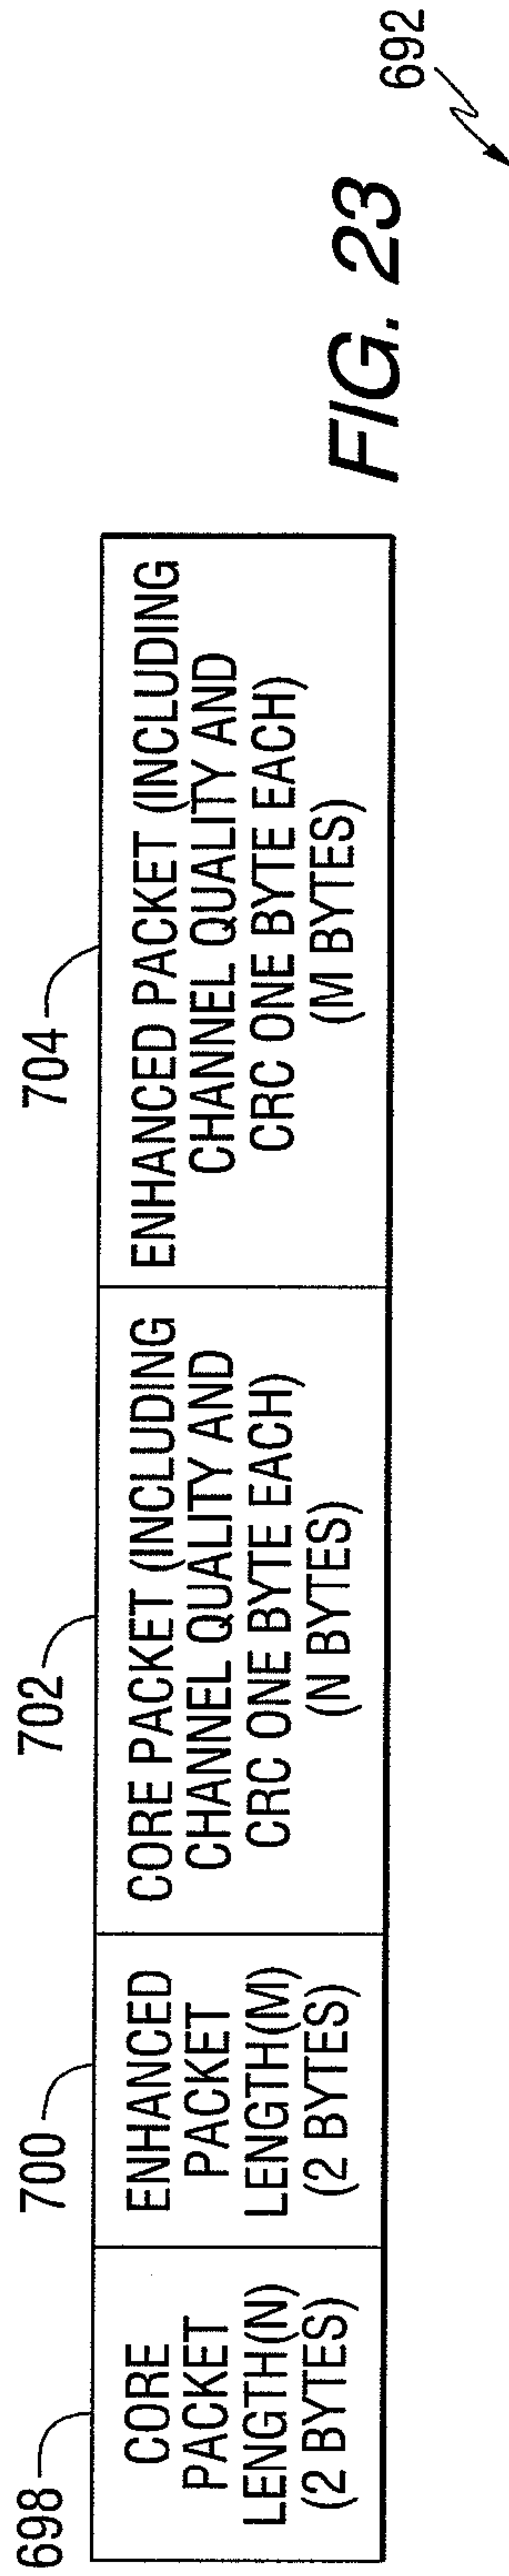 698
CORE
PACKET
LENGTH(N)
(2 BYTES)
700
ENHANCED
PACKET
LENGTH(M)
(2 BYTES)
702
CORE PACKET (INCLUDING
CHANNEL QUALITY AND
CRC ONE BYTE EACH)
(N BYTES)
704
ENHANCED PACKET (INCLUDING
CHANNEL QUALITY AND
CRC ONE BYTE EACH)
(M BYTES)
FIG. 23
692